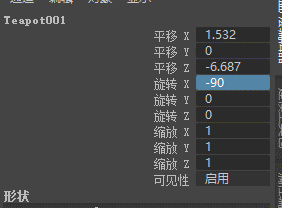 Teapot001
平移 X 1.532
平移 Y 0
平移 Z -6.687
旋转 X -90
旋转 Y 0
旋转 Z 0
缩放 X 1
缩放 Y 1
缩放 Z 1
可见性 启用
形状